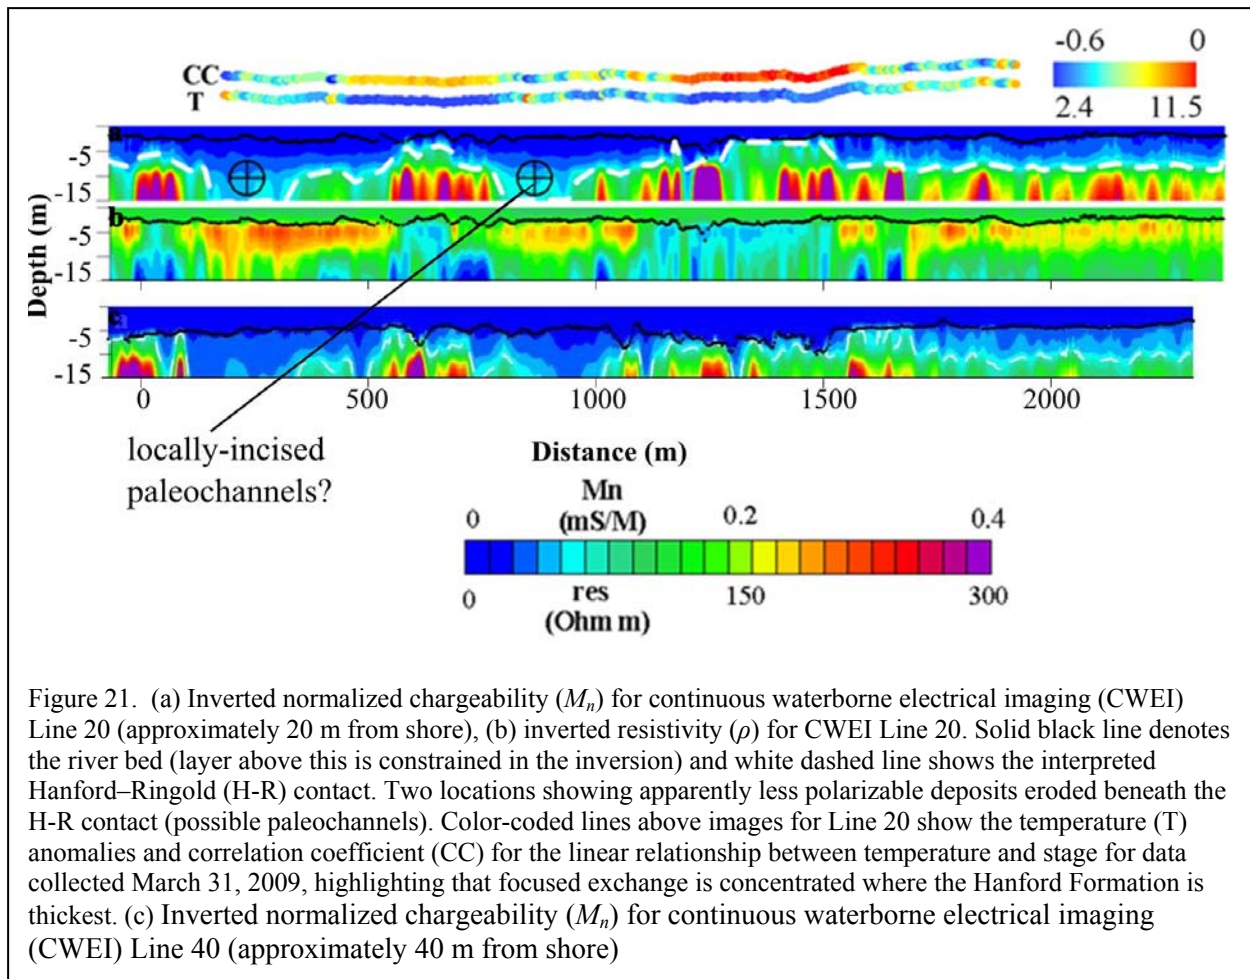 -0.6 0
CC
T
2.4 11.5
a
-5
-15
b
-5
-15
Depth (m)
c
-5
-15
0 500 1000 1500 2000
locally-incised
paleochannels?
Distance (m)
Mn
(mS/M)
0 0.2 0.4
0 150 300
res
(Ohm m)
Figure 21. (a) Inverted normalized chargeability (Mn) for continuous waterborne electrical imaging (CWEI)
Line 20 (approximately 20 m from shore), (b) inverted resistivity (ρ) for CWEI Line 20. Solid black line denotes
the river bed (layer above this is constrained in the inversion) and white dashed line shows the interpreted
Hanford–Ringold (H-R) contact. Two locations showing apparently less polarizable deposits eroded beneath the
H-R contact (possible paleochannels). Color-coded lines above images for Line 20 show the temperature (T)
anomalies and correlation coefficient (CC) for the linear relationship between temperature and stage for data
collected March 31, 2009, highlighting that focused exchange is concentrated where the Hanford Formation is
thickest. (c) Inverted normalized chargeability (Mn) for continuous waterborne electrical imaging
(CWEI) Line 40 (approximately 40 m from shore)